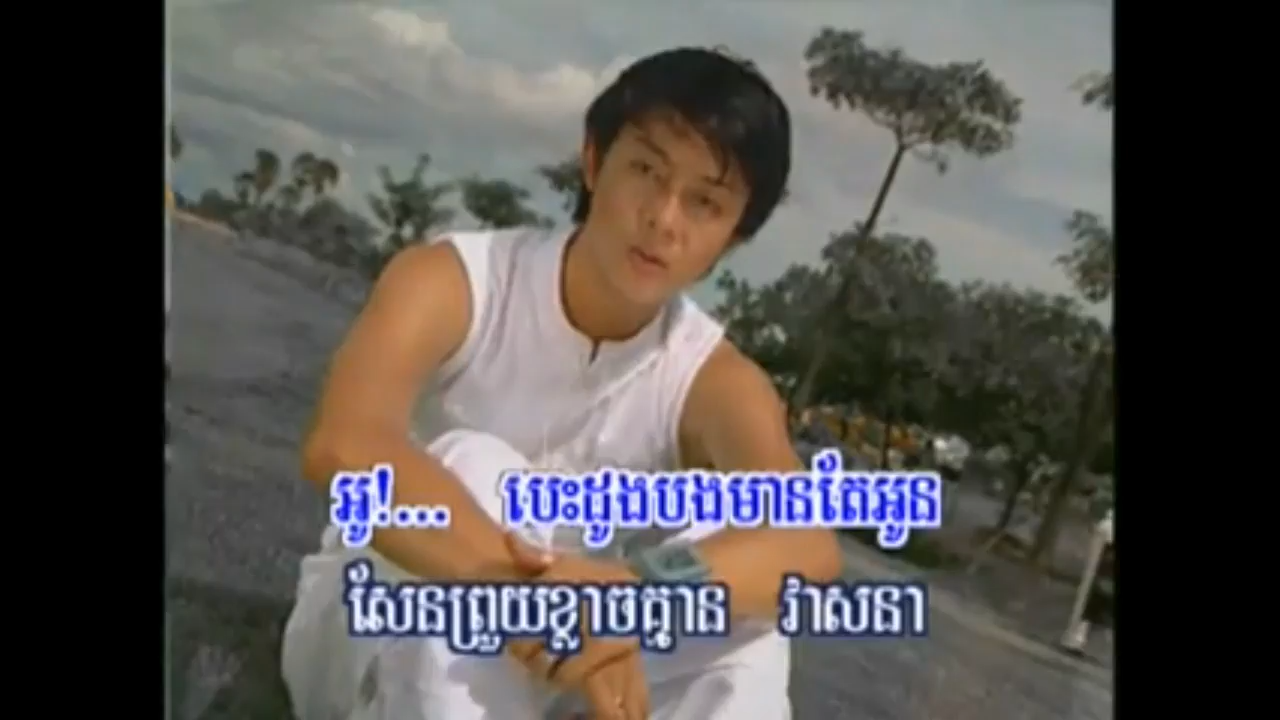 អូ!... បេះដូងបងមានតែអូន
សែនព្រួយខ្លាចគ្មាន វាសនា